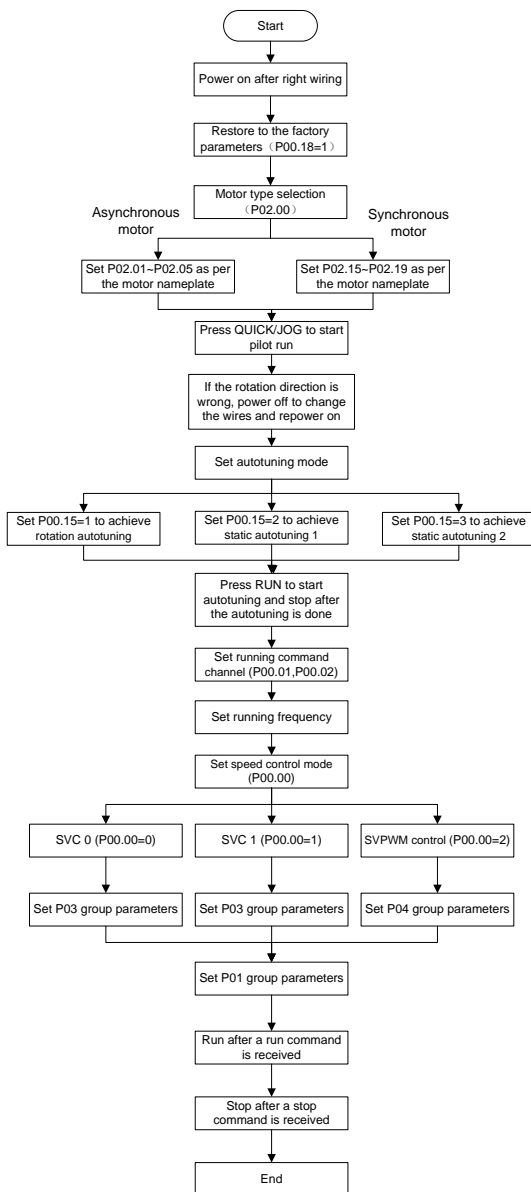 Start
Power on after right wiring
Restore to the factory
parameters（P00.18=1）
Motor type selection
（P02.00）
Asynchronous
motor
Synchronous
motor
Set P02.01~P02.05 as per
the motor nameplate
Set P02.15~P02.19 as per
the motor nameplate
Press QUICK/JOG to start
pilot run
If the rotation direction is
wrong, power off to change
the wires and repower on
Set autotuning mode
Set P00.15=1 to achieve
rotation autotuning
Set P00.15=2 to achieve
static autotuning 1
Set P00.15=3 to achieve
static autotuning 2
Press RUN to start
autotuning and stop after
the autotuning is done
Set running command
channel (P00.01,P00.02)
Set running frequency
Set speed control mode
(P00.00)
SVC 0 (P00.00=0)
SVC 1 (P00.00=1)
SVPWM control (P00.00=2)
Set P03 group parameters
Set P03 group parameters
Set P04 group parameters
Set P01 group parameters
Run after a run command
is received
Stop after a stop
command is received
End